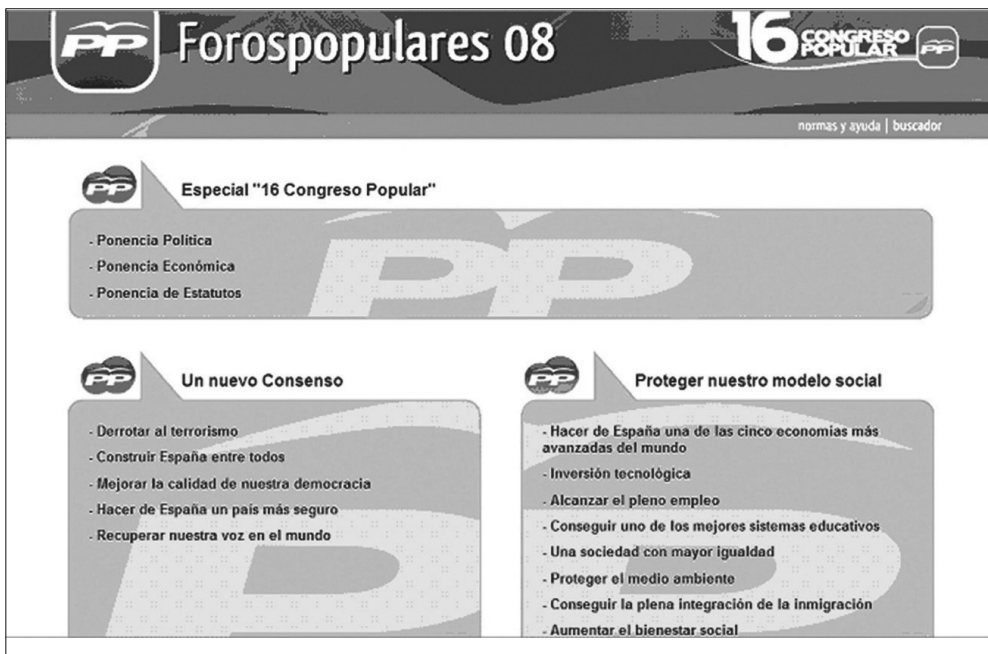 PP Forospopulares 08
16 CONGRESO
POPULAR PP
normas y ayuda | buscador
PP Especial "16 Congreso Popular"
- Ponencia Política
- Ponencia Económica
- Ponencia de Estatutos
PP
PP Un nuevo Consenso
- Derrotar al terrorismo
- Construir España entre todos
- Mejorar la calidad de nuestra democracia
- Hacer de España un país más seguro
- Recuperar nuestra voz en el mundo
PP Proteger nuestro modelo social
- Hacer de España una de las cinco economías más
avanzadas del mundo
- Inversión tecnológica
- Alcanzar el pleno empleo
- Conseguir uno de los mejores sistemas educativos
- Una sociedad con mayor igualdad
- Proteger el medio ambiente
- Conseguir la plena integración de la inmigración
- Aumentar el bienestar social